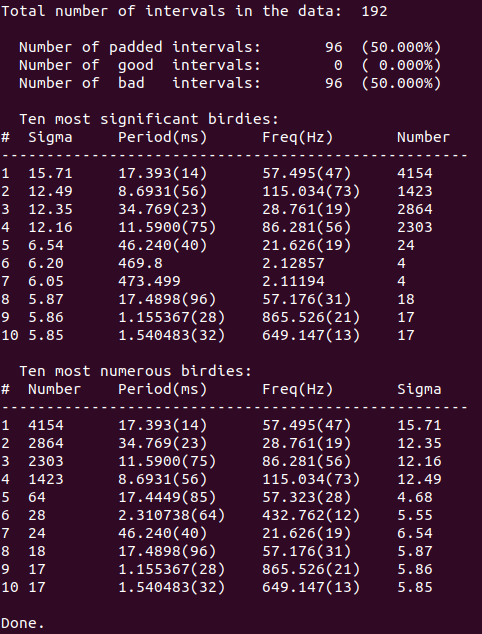 Total number of intervals in the data:  192
  Number of padded intervals:       96  (50.000%)
  Number of  good  intervals:        0  ( 0.000%)
  Number of  bad   intervals:       96  (50.000%)
  Ten most significant birdies:
#  Sigma     Period(ms)      Freq(Hz)       Number
----------------------------------------------------
1  15.71     17.393(14)      57.495(47)     4154
2  12.49     8.6931(56)      115.034(73)    1423
3  12.35     34.769(23)      28.761(19)     2864
4  12.16     11.5900(75)     86.281(56)     2303
5  6.54      46.240(40)      21.626(19)     24
6  6.20      469.8           2.12857        4
7  6.05      473.499         2.11194        4
8  5.87      17.4898(96)     57.176(31)     18
9  5.86      1.155367(28)    865.526(21)    17
10 5.85      1.540483(32)    649.147(13)    17
  Ten most numerous birdies:
#  Number    Period(ms)      Freq(Hz)       Sigma
----------------------------------------------------
1  4154      17.393(14)      57.495(47)     15.71
2  2864      34.769(23)      28.761(19)     12.35
3  2303      11.5900(75)     86.281(56)     12.16
4  1423      8.6931(56)      115.034(73)    12.49
5  64        17.4449(85)     57.323(28)     4.68
6  28        2.310738(64)    432.762(12)    5.55
7  24        46.240(40)      21.626(19)     6.54
8  18        17.4898(96)     57.176(31)     5.87
9  17        1.155367(28)    865.526(21)    5.86
10 17        1.540483(32)    649.147(13)    5.85
Done.